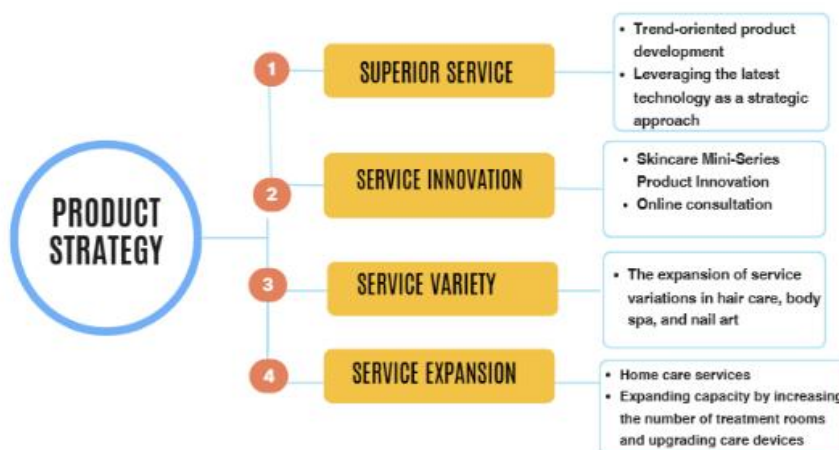 PRODUCT
STRATEGY
1
SUPERIOR SERVICE
• Trend-oriented product
development
• Leveraging the latest
technology as a strategic
approach
2
SERVICE INNOVATION
• Skincare Mini-Series
Product Innovation
• Online consultation
3
SERVICE VARIETY
• The expansion of service
variations in hair care, body
spa, and nail art
4
SERVICE EXPANSION
• Home care services
• Expanding capacity by increasing
the number of treatment rooms
and upgrading care devices